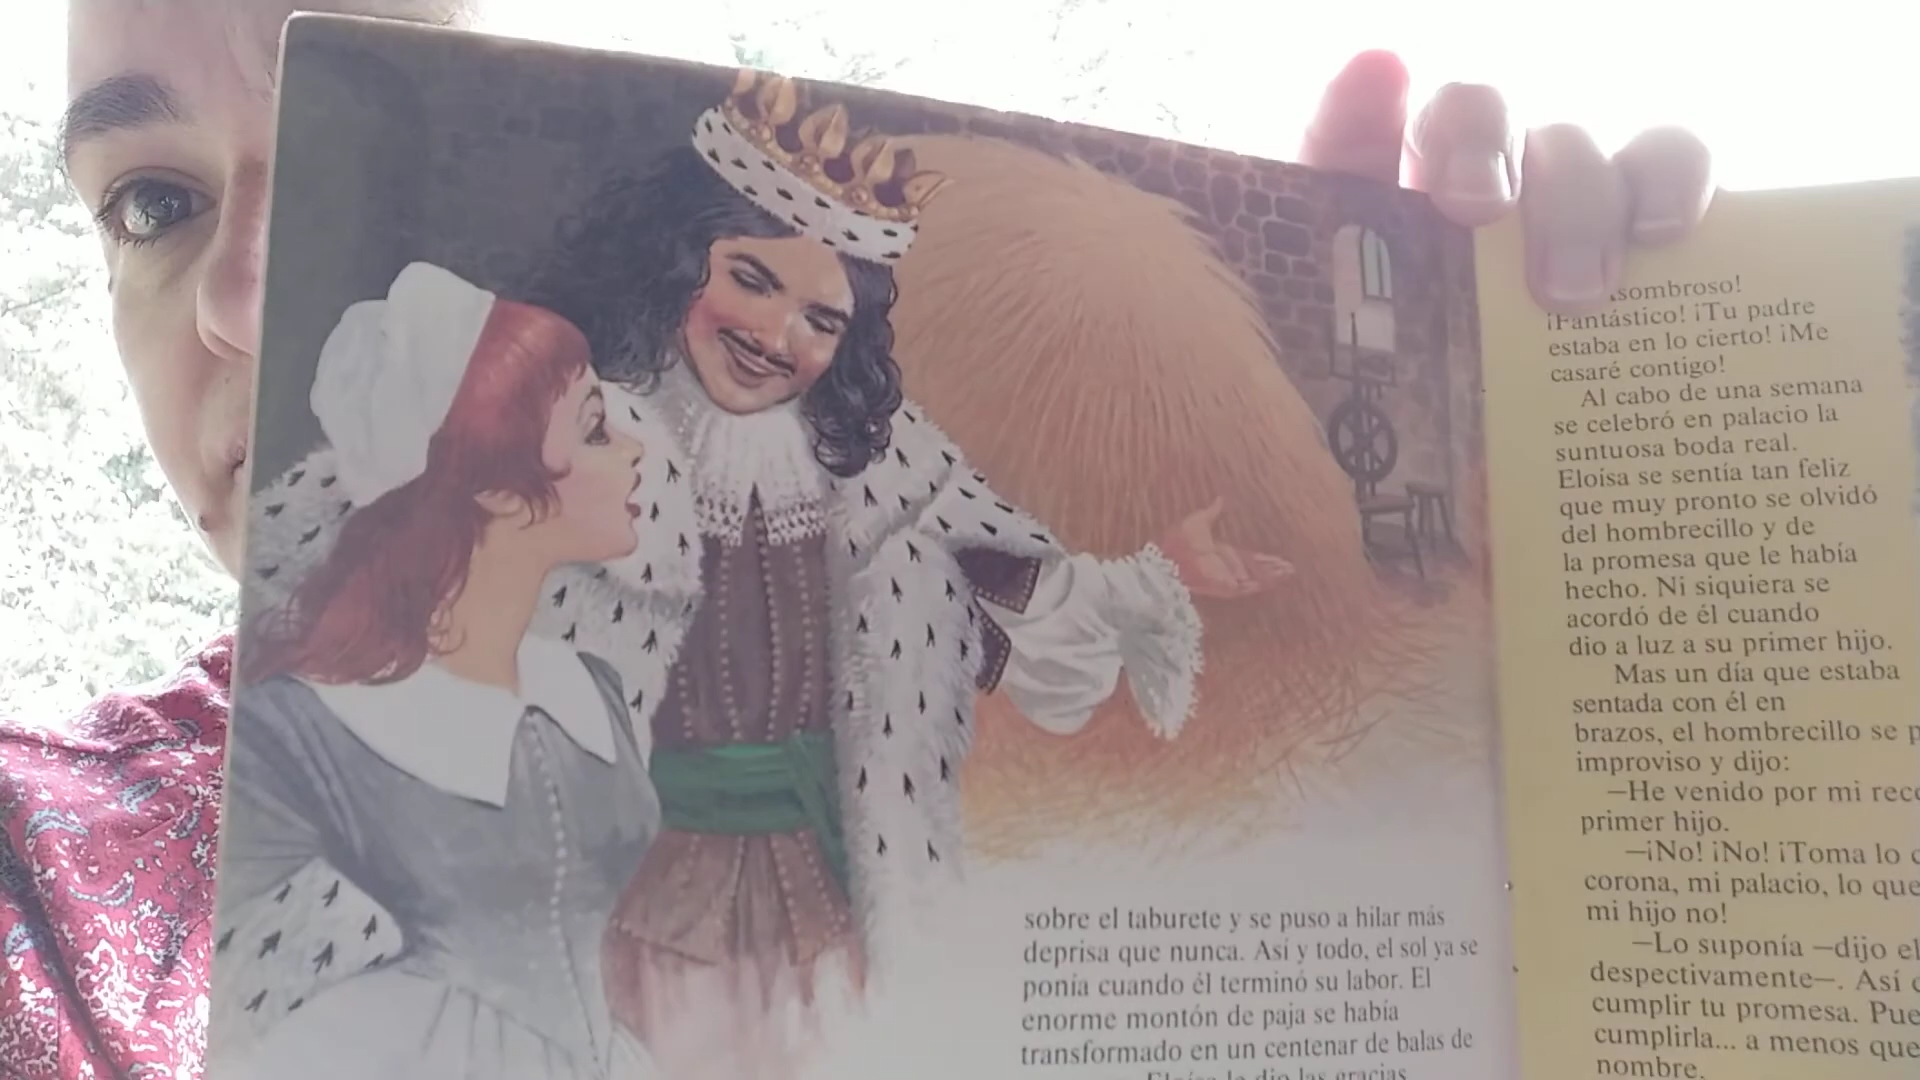 sobre el taburete y se puso a hilar más
deprisa que nunca. Así y todo, el sol ya se
ponía cuando él terminó su labor. El
enorme montón de paja se había
transformado en un centenar de balas de
Eloísa le dio las gracias
¡Fantástico! ¡Tu padre
estaba en lo cierto! ¡Me
casaré contigo!
Al cabo de una semana
se celebró en palacio la
suntuosa boda real.
Eloísa se sentía tan feliz
que muy pronto se olvidó
del hombrecillo y de
la promesa que le había
hecho. Ni siquiera se
acordó de él cuando
dio a luz a su primer hijo.
Mas un día que estaba
sentada con él en
brazos, el hombrecillo se
improviso y dijo:
—He venido por mi
primer hijo.
—¡No! ¡No! ¡Toma lo
corona, mi palacio, lo que
mi hijo no!
—Lo suponía —dijo el
despectivamente—. Así
cumplir tu promesa.
cumplirla... a menos que
nombre.